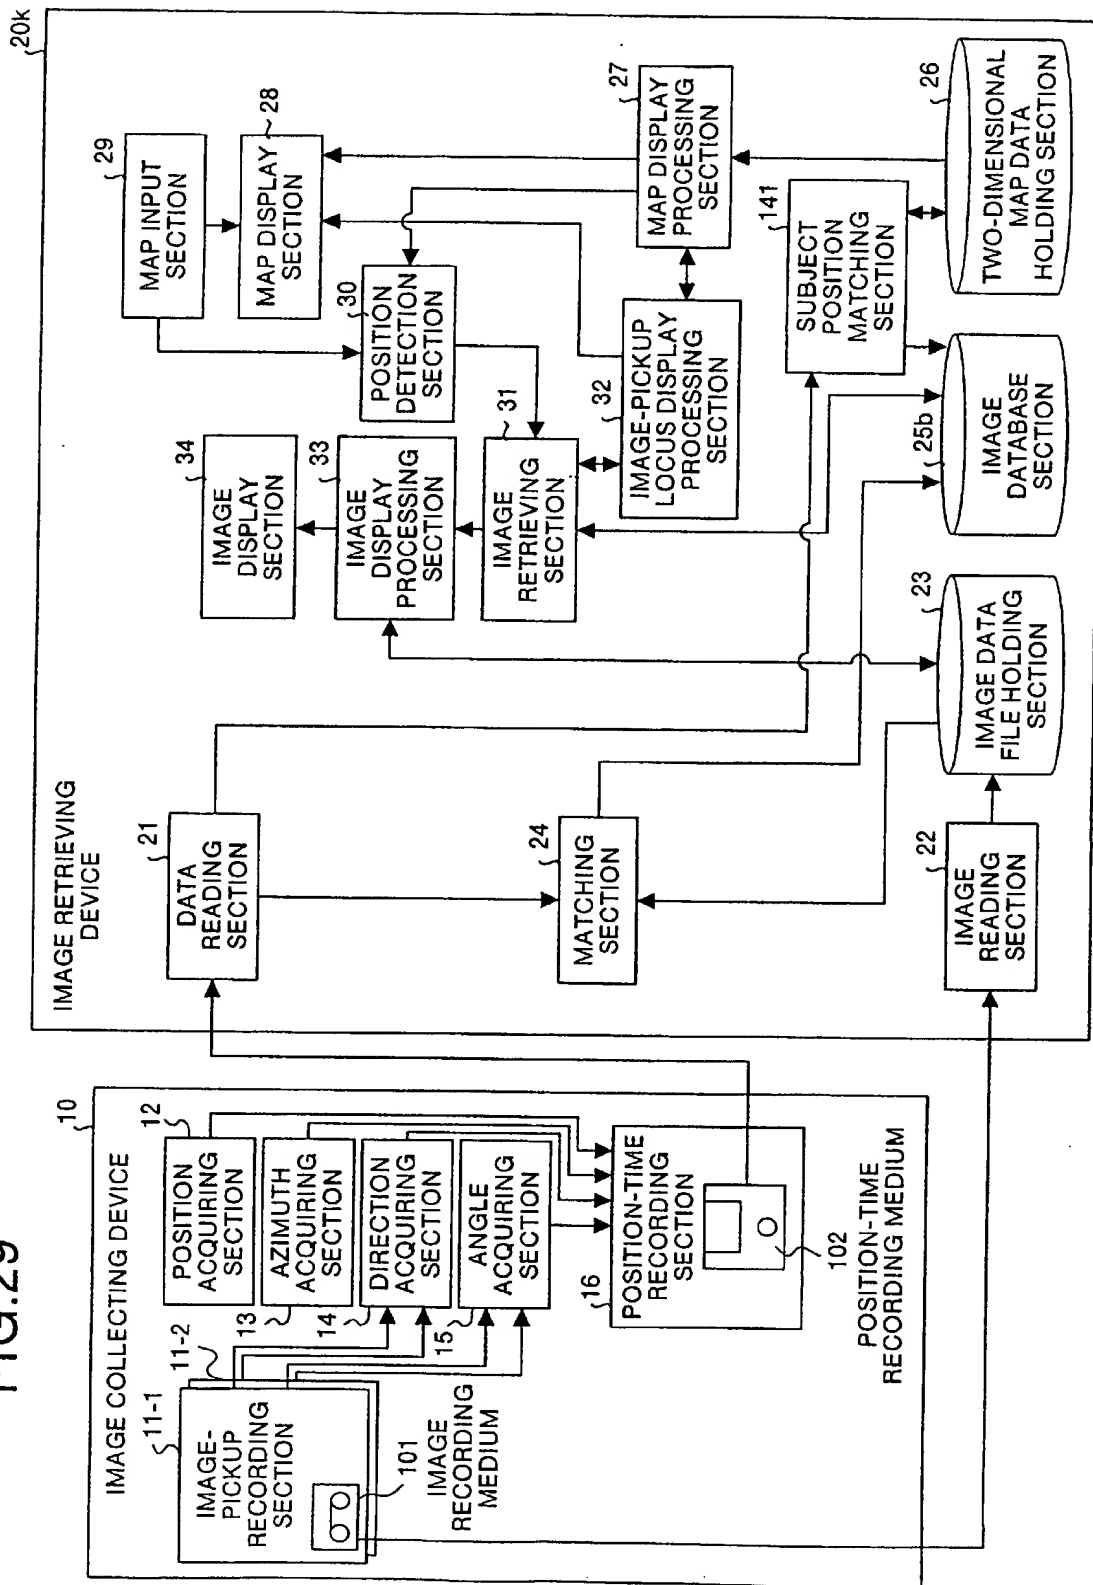 FIG.29
10
IMAGE COLLECTING DEVICE
11-1
11-2
IMAGE-
PICKUP
RECORDING
SECTION
101
IMAGE
RECORDING
MEDIUM
12
POSITION
ACQUIRING
SECTION
13
AZIMUTH
ACQUIRING
SECTION
14
DIRECTION
ACQUIRING
SECTION
15
ANGLE
ACQUIRING
SECTION
16
POSITION-TIME
RECORDING
SECTION
102
POSITION-TIME
RECORDING MEDIUM
20k
IMAGE RETRIEVING
DEVICE
21
DATA
READING
SECTION
24
MATCHING
SECTION
22
IMAGE
READING
SECTION
23
IMAGE DATA
FILE HOLDING
SECTION
34
IMAGE
DISPLAY
SECTION
33
IMAGE
DISPLAY
PROCESSING
SECTION
31
IMAGE
RETRIEVING
SECTION
29
MAP INPUT
SECTION
28
MAP DISPLAY
SECTION
30
POSITION
DETECTION
SECTION
32
IMAGE-PICKUP
LOCUS DISPLAY
PROCESSING
SECTION
27
MAP DISPLAY
PROCESSING
SECTION
141
SUBJECT
POSITION
MATCHING
SECTION
25b
IMAGE
DATABASE
SECTION
26
TWO-DIMENSIONAL
MAP DATA
HOLDING SECTION